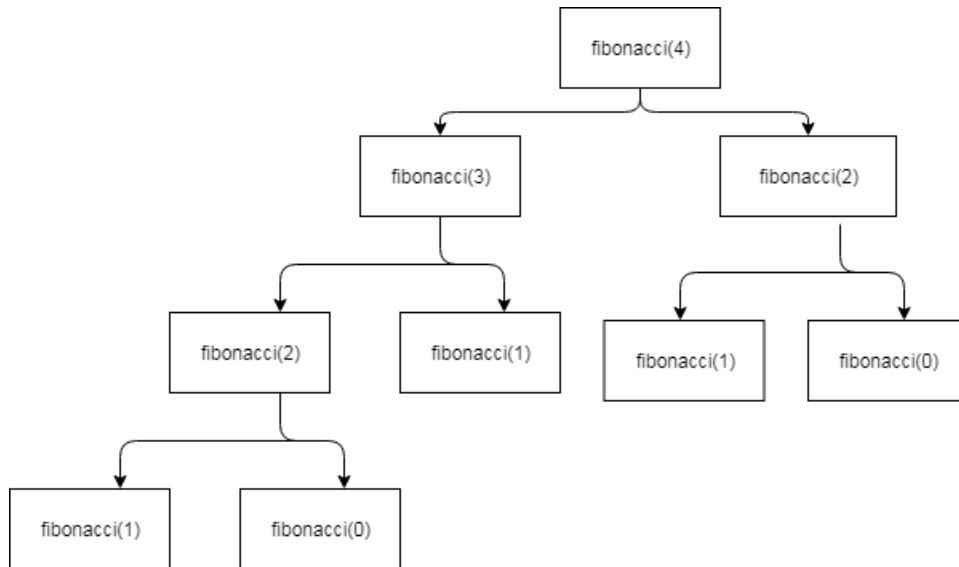 fibonacci(4)
fibonacci(3)
fibonacci(2)
fibonacci(2)
fibonacci(1)
fibonacci(1)
fibonacci(0)
fibonacci(1)
fibonacci(0)